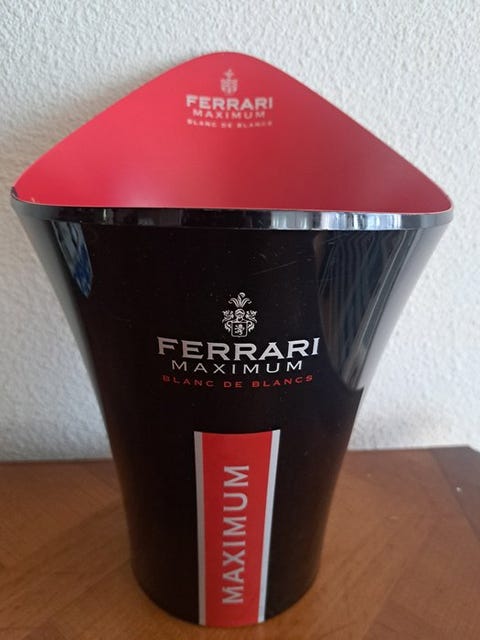 FERRARI
MAXIMUM
BLANC DE BLANCS
FERRARI
MAXIMUM
BLANC DE BLANCS
MAXIMUM